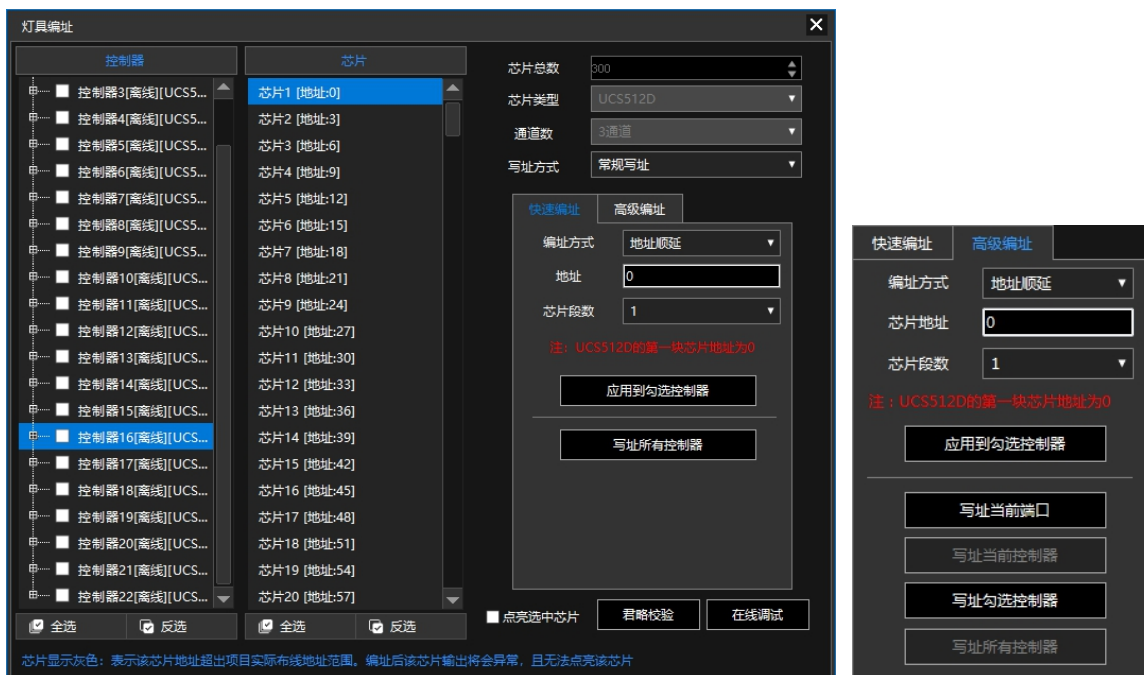 灯具编址
控制器
控制器3[离线][UCS5...
控制器4[离线][UCS5...
控制器5[离线][UCS5...
控制器6[离线][UCS5...
控制器7[离线][UCS5...
控制器8[离线][UCS5...
控制器9[离线][UCS5...
控制器10[离线][UCS...
控制器11[离线][UCS...
控制器12[离线][UCS...
控制器13[离线][UCS...
控制器14[离线][UCS...
控制器15[离线][UCS...
控制器16[离线][UCS...
控制器17[离线][UCS...
控制器18[离线][UCS...
控制器19[离线][UCS...
控制器20[离线][UCS...
控制器21[离线][UCS...
控制器22[离线][UCS...
全选 反选
芯片
芯片1 [地址:0]
芯片2 [地址:3]
芯片3 [地址:6]
芯片4 [地址:9]
芯片5 [地址:12]
芯片6 [地址:15]
芯片7 [地址:18]
芯片8 [地址:21]
芯片9 [地址:24]
芯片10 [地址:27]
芯片11 [地址:30]
芯片12 [地址:33]
芯片13 [地址:36]
芯片14 [地址:39]
芯片15 [地址:42]
芯片16 [地址:45]
芯片17 [地址:48]
芯片18 [地址:51]
芯片19 [地址:54]
芯片20 [地址:57]
全选 反选
芯片总数 300
芯片类型 UCS512D
通道数 3通道
写址方式 常规写址
快速编址 高级编址
编址方式 地址顺延
地址 0
芯片段数 1
注：UCS512D的第一块芯片地址为0
应用到勾选控制器
写址所有控制器
点亮选中芯片 君略校验 在线调试
芯片显示灰色：表示该芯片地址超出项目实际布线地址范围。编址后该芯片输出将会异常，且无法点亮该芯片
快速编址 高级编址
编址方式 地址顺延
芯片地址 0
芯片段数 1
注：UCS512D的第一块芯片地址为0
应用到勾选控制器
写址当前端口
写址当前控制器
写址勾选控制器
写址所有控制器